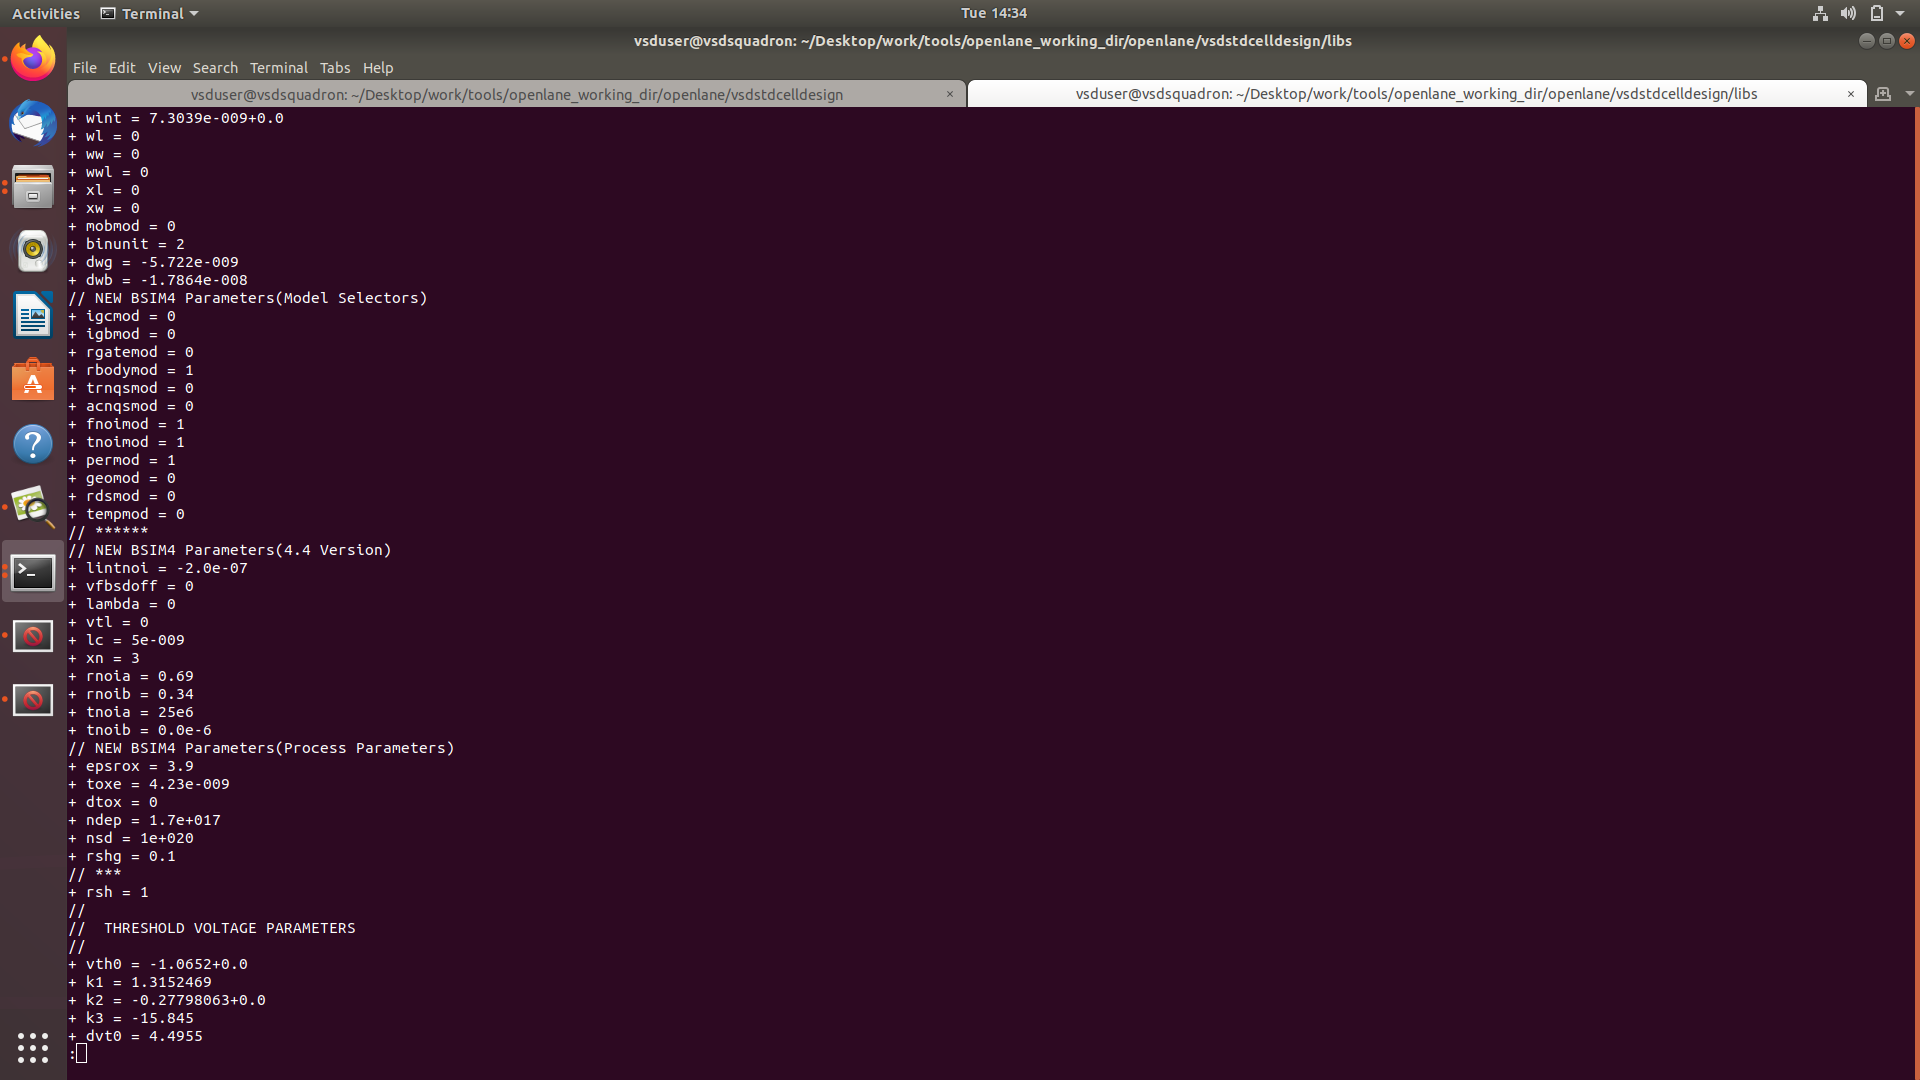 Activities Terminal Tue 14:34
vsduser@vsdsquadron: ~/Desktop/work/tools/openlane_working_dir/openlane/vsdstdcelldesign/libs
File Edit View Search Terminal Tabs Help
vsduser@vsdsquadron: ~/Desktop/work/tools/openlane_working_dir/openlane/vsdstdcelldesign × vsduser@vsdsquadron: ~/Desktop/work/tools/openlane_working_dir/openlane/vsdstdcelldesign/libs ×
+ wint = 7.3039e-009+0.0
+ wl = 0
+ ww = 0
+ wwl = 0
+ xl = 0
+ xw = 0
+ mobmod = 0
+ binunit = 2
+ dwg = -5.722e-009
+ dwb = -1.7864e-008
// NEW BSIM4 Parameters(Model Selectors)
+ igcmod = 0
+ igbmod = 0
+ rgatemod = 0
+ rbodymod = 1
+ trnqsmod = 0
+ acnqsmod = 0
+ fnoimod = 1
+ tnoimod = 1
+ permod = 1
+ geomod = 0
+ rdsmod = 0
+ tempmod = 0
// ******
// NEW BSIM4 Parameters(4.4 Version)
+ lintnoi = -2.0e-07
+ vfbsdoff = 0
+ lambda = 0
+ vtl = 0
+ lc = 5e-009
+ xn = 3
+ rnoia = 0.69
+ rnoib = 0.34
+ tnoia = 25e6
+ tnoib = 0.0e-6
// NEW BSIM4 Parameters(Process Parameters)
+ epsrox = 3.9
+ toxe = 4.23e-009
+ dtox = 0
+ ndep = 1.7e+017
+ nsd = 1e+020
+ rshg = 0.1
// ***
+ rsh = 1
//
//  THRESHOLD VOLTAGE PARAMETERS
//
+ vth0 = -1.0652+0.0
+ k1 = 1.3152469
+ k2 = -0.27798063+0.0
+ k3 = -15.845
+ dvt0 = 4.4955
: